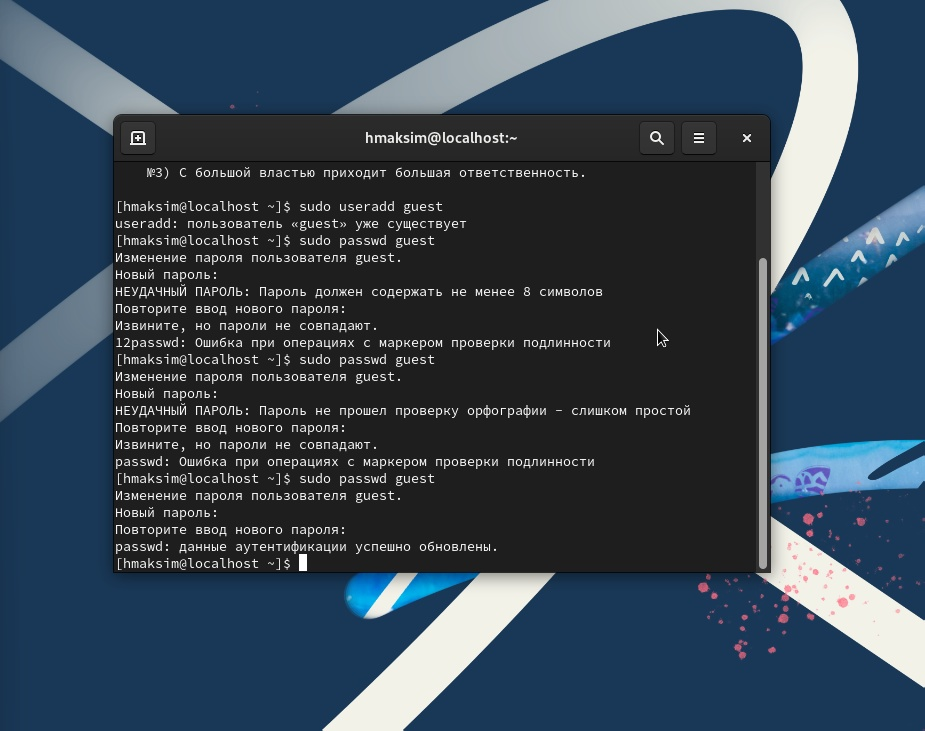 hmaksim@localhost:~
№3) С большой властью приходит большая ответственность.
[hmaksim@localhost ~]$ sudo useradd guest
useradd: пользователь «guest» уже существует
[hmaksim@localhost ~]$ sudo passwd guest
Изменение пароля пользователя guest.
Новый пароль:
НЕУДАЧНЫЙ ПАРОЛЬ: Пароль должен содержать не менее 8 символов
Повторите ввод нового пароля:
Извините, но пароли не совпадают.
12passwd: Ошибка при операциях с маркером проверки подлинности
[hmaksim@localhost ~]$ sudo passwd guest
Изменение пароля пользователя guest.
Новый пароль:
НЕУДАЧНЫЙ ПАРОЛЬ: Пароль не прошел проверку орфографии - слишком простой
Повторите ввод нового пароля:
Извините, но пароли не совпадают.
passwd: Ошибка при операциях с маркером проверки подлинности
[hmaksim@localhost ~]$ sudo passwd guest
Изменение пароля пользователя guest.
Новый пароль:
Повторите ввод нового пароля:
passwd: данные аутентификации успешно обновлены.
[hmaksim@localhost ~]$